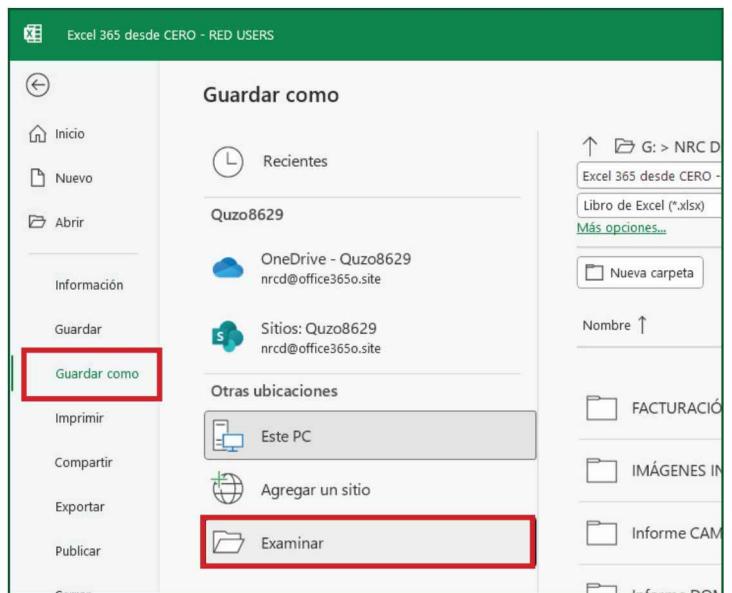 Excel 365 desde CERO - RED USERS
Inicio
Nuevo
Abrir
Información
Guardar
Guardar como
Imprimir
Compartir
Exportar
Publicar
Guardar como
Recientes
Quzo8629
OneDrive - Quzo8629
nrcd@office365o.site
Sitios: Quzo8629
nrcd@office365o.site
Otras ubicaciones
Este PC
Agregar un sitio
Examinar
G: > NRC D
Excel 365 desde CERO -
Libro de Excel (*.xlsx)
Más opciones...
Nueva carpeta
Nombre ↑
FACTURACIÓ
IMÁGENES IN
Informe CAM